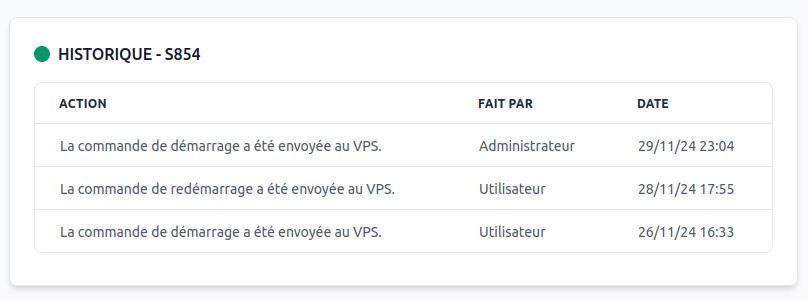 HISTORIQUE - S854
ACTION FAIT PAR DATE
La commande de démarrage a été envoyée au VPS. Administrateur 29/11/24 23:04
La commande de redémarrage a été envoyée au VPS. Utilisateur 28/11/24 17:55
La commande de démarrage a été envoyée au VPS. Utilisateur 26/11/24 16:33